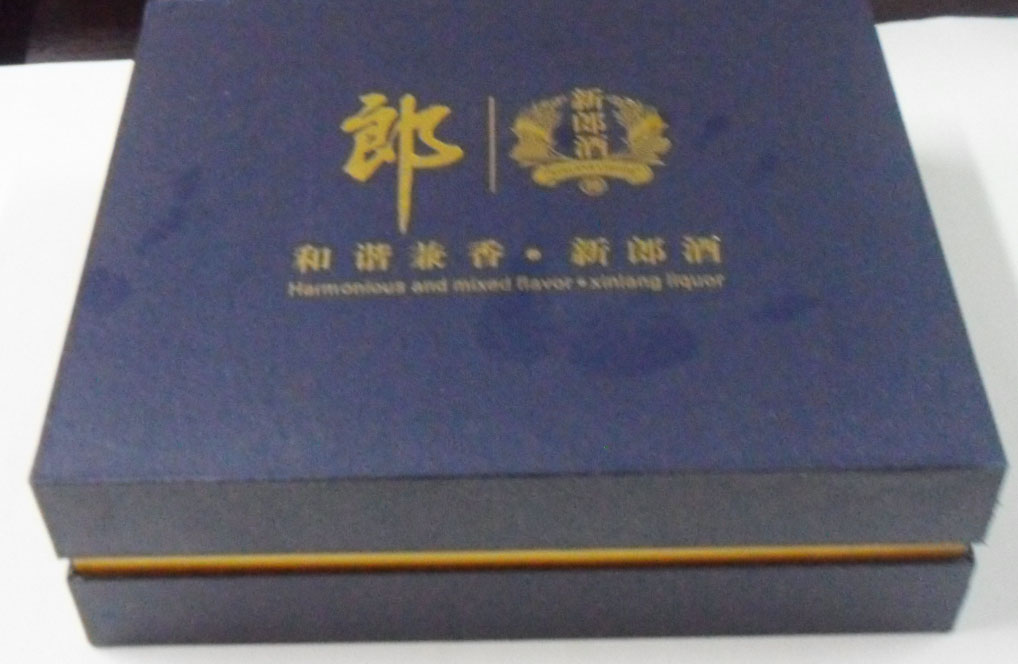 郎
新郎酒
和谐兼香·新郎酒
Harmonious and mixed flavor•xinlang liquor